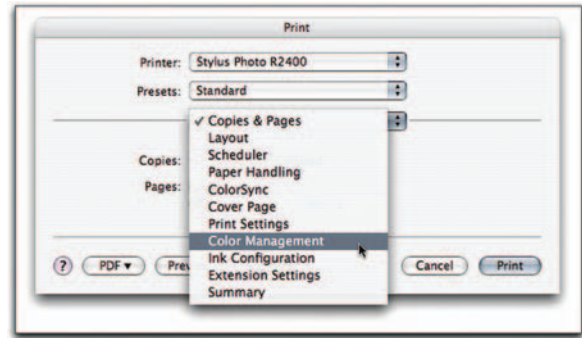 Print
Printer: Stylus Photo R2400
Presets: Standard
✓ Copies & Pages
Layout
Scheduler
Copies:
Paper Handling
Pages:
ColorSync
Cover Page
Print Settings
Color Management
Ink Configuration
Extension Settings
Summary
? PDF▾ Prev Cancel Print